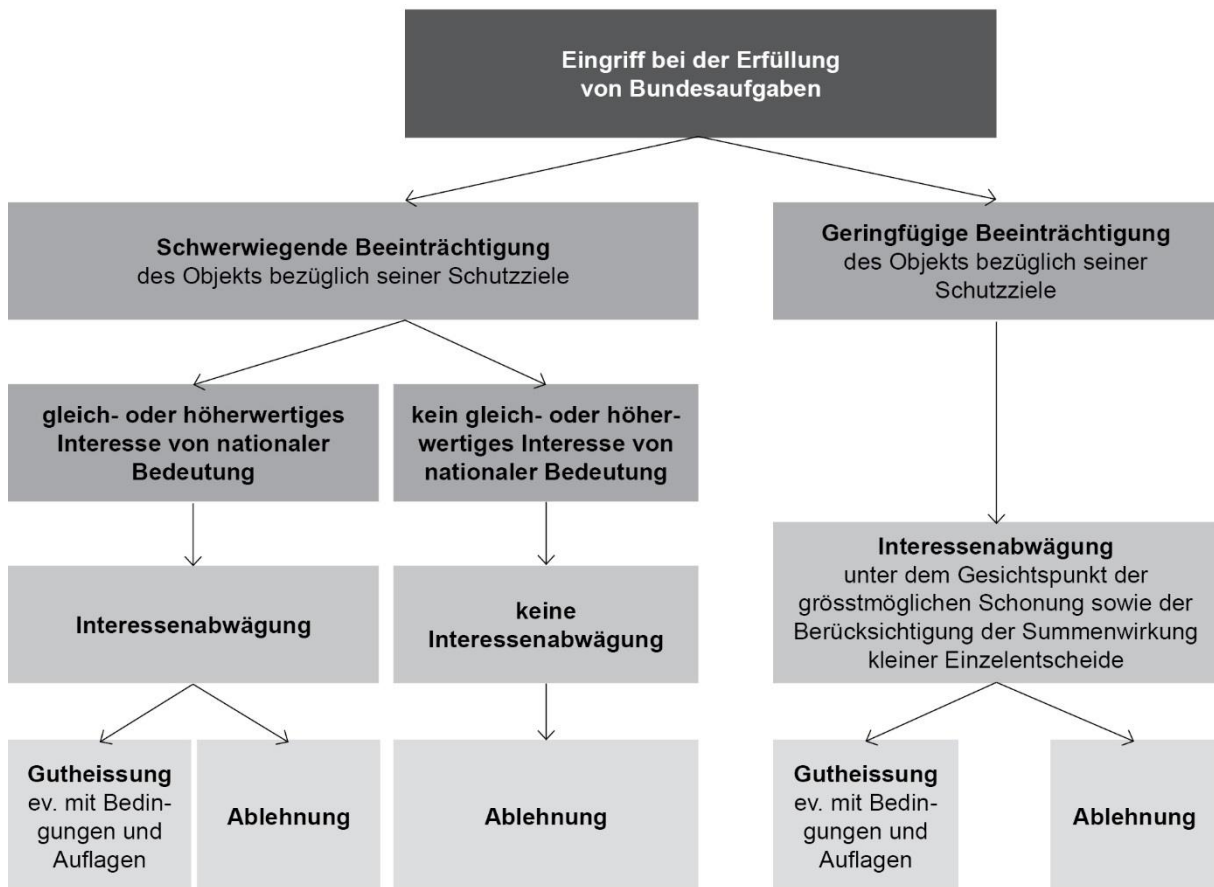 Eingriff bei der Erfüllung
von Bundesaufgaben
Schwerwiegende Beeinträchtigung
des Objekts bezüglich seiner Schutzziele
Geringfügige Beeinträchtigung
des Objekts bezüglich seiner
Schutzziele
gleich- oder höherwertiges
Interesse von nationaler
Bedeutung
kein gleich- oder höher-
wertiges Interesse von
nationaler Bedeutung
Interessenabwägung
keine
Interessenabwägung
Interessenabwägung
unter dem Gesichtspunkt der
grösstmöglichen Schonung sowie der
Berücksichtigung der Summenwirkung
kleiner Einzelentscheide
Gutheissung
ev. mit Bedin-
gungen und
Auflagen
Ablehnung
Ablehnung
Gutheissung
ev. mit Bedin-
gungen und
Auflagen
Ablehnung